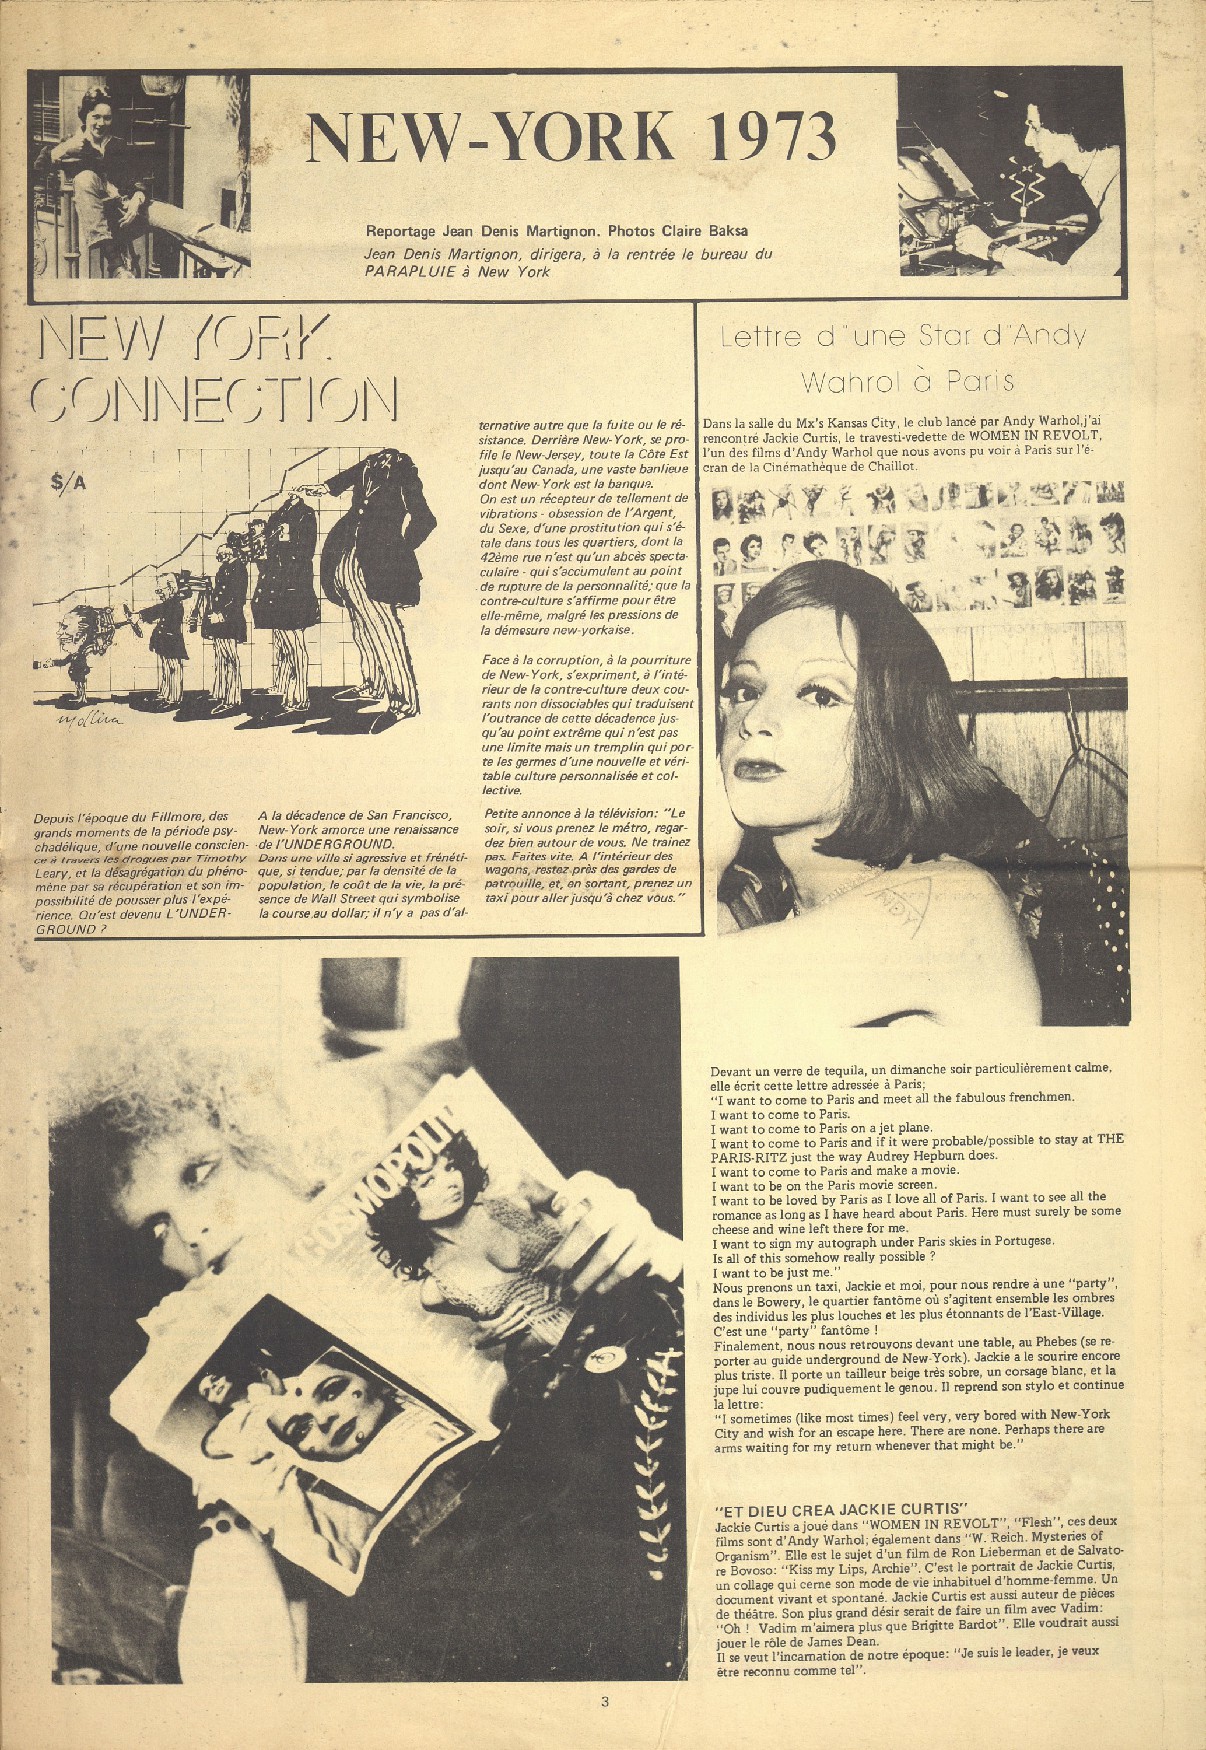 NEW-YORK 1973
Reportage Jean Denis Martignon. Photos Claire Baksa
Jean Denis Martignon, dirigera, à la rentrée le bureau du
PARAPLUIE à New York
NEW YORK
CONNECTION
$/A
mollica
Depuis l'époque du Fillmore, des
grands moments de la période psy-
chadélique, d'une nouvelle conscien-
ce à travers les drogues par Timothy
Leary, et la désagrégation du phéno-
mène par sa récupération et son im-
possibilité de pousser plus l'expé-
rience. Qu'est devenu L'UNDER-
GROUND ?
A la décadence de San Francisco,
New-York amorce une renaissance
de l'UNDERGROUND.
Dans une ville si agressive et frénéti-
que, si tendue; par la densité de la
population, le coût de la vie, la pré-
sence de Wall Street qui symbolise
la course au dollar; il n'y a pas d'al-
ternative autre que la fuite ou le ré-
sistance. Derrière New-York, se pro-
file le New-Jersey, toute la Côte Est
jusqu'au Canada, une vaste banlieue
dont New-York est la banque.
On est un récepteur de tellement de
vibrations - obsession de l'Argent,
du Sexe, d'une prostitution qui s'é-
tale dans tous les quartiers, dont la
42ème rue n'est qu'un abcès specta-
culaire - qui s'accumulent au point
de rupture de la personnalité; que la
contre-culture s'affirme pour être
elle-même, malgré les pressions de
la démesure new-yorkaise.
Face à la corruption, à la pourriture
de New-York, s'expriment, à l'inté-
rieur de la contre-culture deux cou-
rants non dissociables qui traduisent
l'outrance de cette décadence jus-
qu'au point extrême qui n'est pas
une limite mais un tremplin qui por-
te les germes d'une nouvelle et véri-
table culture personnalisée et col-
lective.
Petite annonce à la télévision: "Le
soir, si vous prenez le métro, regar-
dez bien autour de vous. Ne trainez
pas. Faites vite. A l'intérieur des
wagons, restez près des gardes de
patrouille, et, en sortant, prenez un
taxi pour aller jusqu'à chez vous."
Lettre d"une Star d"Andy
Wahrol à Paris
Dans la salle du Mx's Kansas City, le club lancé par Andy Warhol,j'ai
rencontré Jackie Curtis, le travesti-vedette de WOMEN IN REVOLT,
l'un des films d'Andy Warhol que nous avons pu voir à Paris sur l'é-
cran de la Cinémathèque de Chaillot.
ANDY
COSMOPOLIT
Devant un verre de tequila, un dimanche soir particulièrement calme,
elle écrit cette lettre adressée à Paris;
"I want to come to Paris and meet all the fabulous frenchmen.
I want to come to Paris.
I want to come to Paris on a jet plane.
I want to come to Paris and if it were probable/possible to stay at THE
PARIS-RITZ just the way Audrey Hepburn does.
I want to come to Paris and make a movie.
I want to be on the Paris movie screen.
I want to be loved by Paris as I love all of Paris. I want to see all the
romance as long as I have heard about Paris. Here must surely be some
cheese and wine left there for me.
I want to sign my autograph under Paris skies in Portugese.
Is all of this somehow really possible ?
I want to be just me."
Nous prenons un taxi, Jackie et moi, pour nous rendre à une "party",
dans le Bowery, le quartier fantôme où s'agitent ensemble les ombres
des individus les plus louches et les plus étonnants de l'East-Village.
C'est une "party" fantôme !
Finalement, nous nous retrouvons devant une table, au Phebes (se re-
porter au guide underground de New-York). Jackie a le sourire encore
plus triste. Il porte un tailleur beige très sobre, un corsage blanc, et la
jupe lui couvre pudiquement le genou. Il reprend son stylo et continue
la lettre:
"I sometimes (like most times) feel very, very bored with New-York
City and wish for an escape here. There are none. Perhaps there are
arms waiting for my return whenever that might be."
"ET DIEU CREA JACKIE CURTIS"
Jackie Curtis a joué dans "WOMEN IN REVOLT", "Flesh", ces deux
films sont d'Andy Warhol; également dans "W. Reich. Mysteries of
Organism". Elle est le sujet d'un film de Ron Lieberman et de Salvato-
re Bovoso: "Kiss my Lips, Archie". C'est le portrait de Jackie Curtis,
un collage qui cerne son mode de vie inhabituel d'homme-femme. Un
document vivant et spontané. Jackie Curtis est aussi auteur de pièces
de théâtre. Son plus grand désir serait de faire un film avec Vadim:
"Oh ! Vadim m'aimera plus que Brigitte Bardot". Elle voudrait aussi
jouer le rôle de James Dean.
Il se veut l'incarnation de notre époque: "Je suis le leader, je veux
être reconnu comme tel".
3